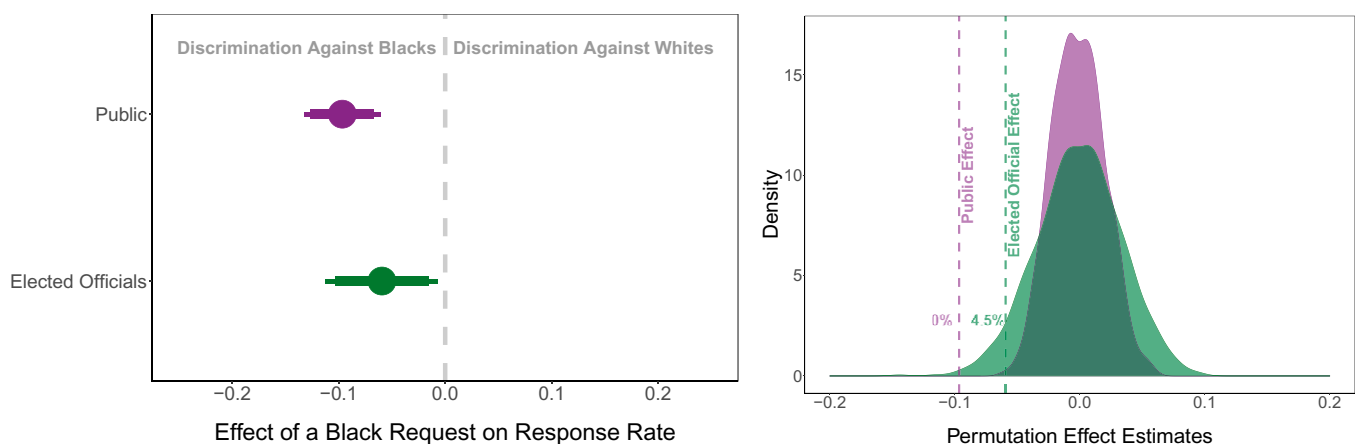 Discrimination Against Blacks
Discrimination Against Whites
Public
Elected Officials
−0.2
−0.1
0.0
0.1
0.2
Effect of a Black Request on Response Rate
Density
15
10
5
0
Public Effect
Elected Official Effect
0%
4.5%
−0.2
−0.1
0.0
0.1
0.2
Permutation Effect Estimates